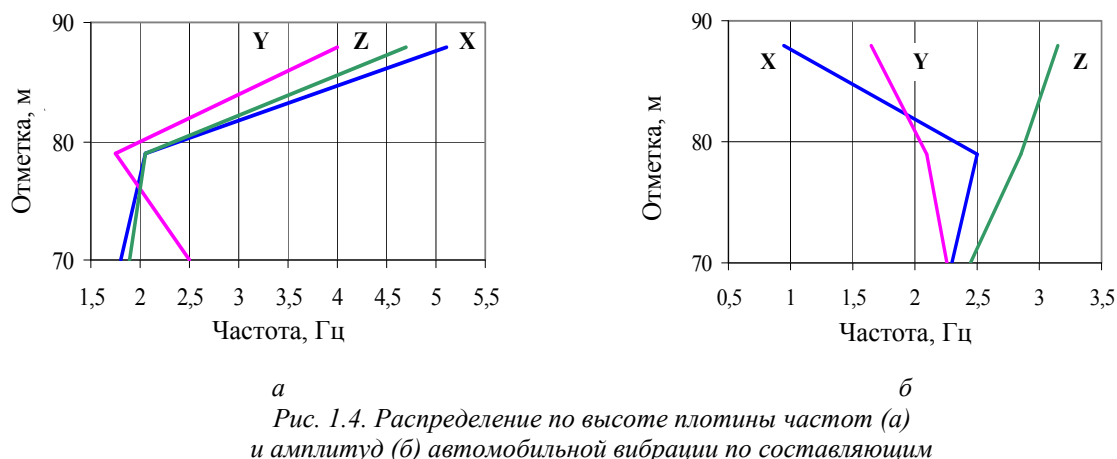 90
80
70
Отметка, м
Y
Z
X
1,5 2 2,5 3 3,5 4 4,5 5 5,5
Частота, Гц
а
90
80
70
Отметка, м
X
Y
Z
0,5 1 1,5 2 2,5 3 3,5
Частота, Гц
б
Рис. 1.4. Распределение по высоте плотины частот (а)
и амплитуд (б) автомобильной вибрации по составляющим